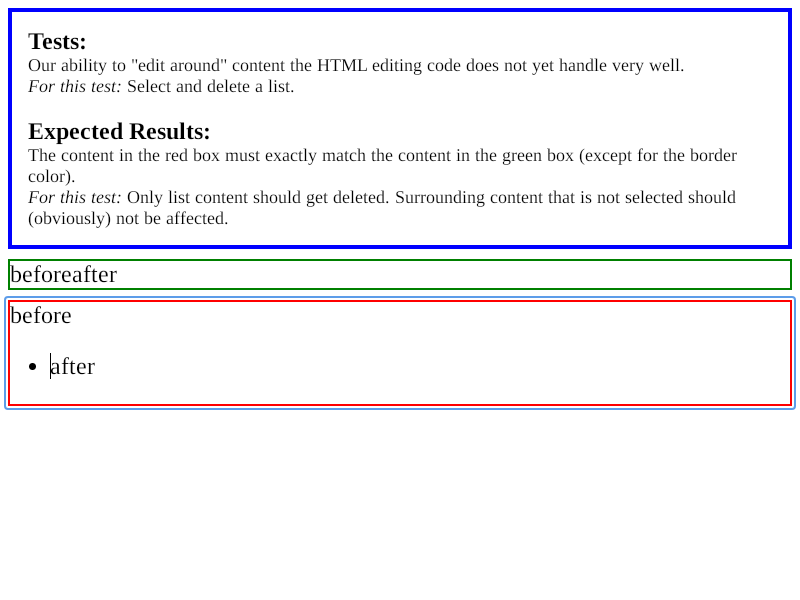 Tests:
Our ability to "edit around" content the HTML editing code does not yet handle very well.
For this test: Select and delete a list.
Expected Results:
The content in the red box must exactly match the content in the green box (except for the border
color).
For this test: Only list content should get deleted. Surrounding content that is not selected should
(obviously) not be affected.
beforeafter
before
• after